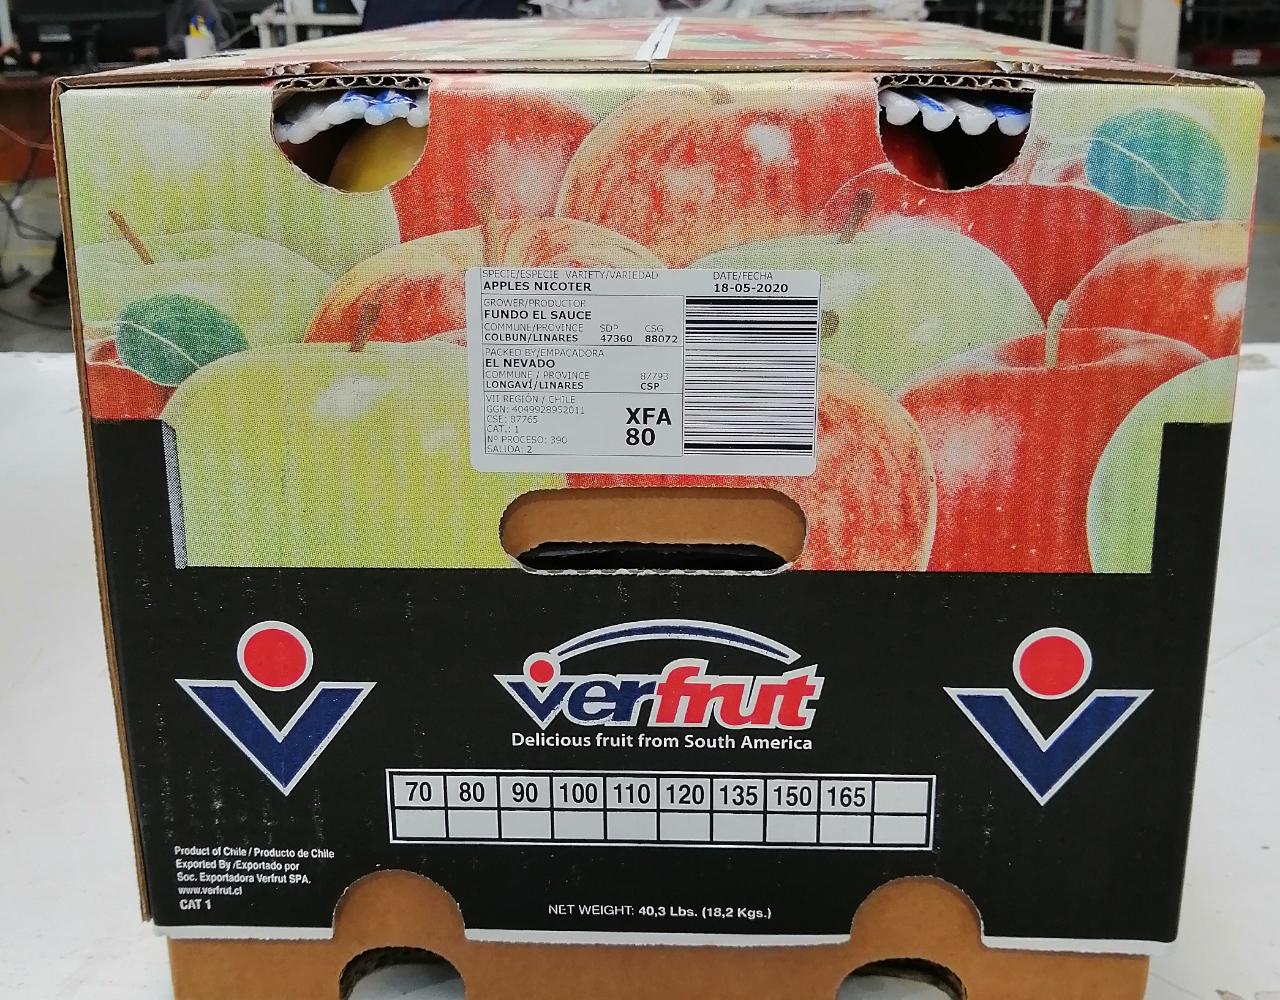 SPECIE/ESPECIE VARIETY/VARIEDAD DATE/FECHA
APPLES NICOTER 18-05-2020
GROWER/PRODUCTOR
FUNDO EL SAUCE
COMMUNE/PROVINCE SDP CSG
COLBUN/LINARES 47360 88072
PACKED BY/EMPACADORA
EL NEVADO
COMMUNE / PROVINCE 87793
LONGAVÍ/LINARES CSP
VII REGIÓN / CHILE
GGN: 4049928952011
CSE: 87765
CAT.: 1
Nº PROCESO: 390
SALIDA: 2
XFA
80
verfrut
Delicious fruit from South America
70 80 90 100 110 120 135 150 165
Product of Chile / Producto de Chile
Exported By /Exportado por
Soc. Exportadora Verfrut SPA.
www.verfrut.cl
CAT 1
NET WEIGHT: 40,3 Lbs. (18,2 Kgs.)